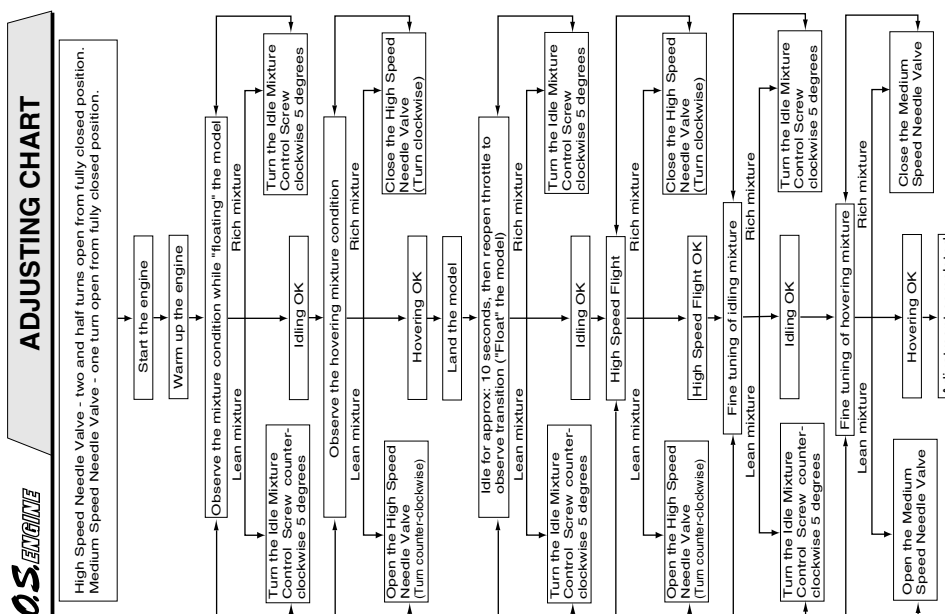 O.S. ENGINE
ADJUSTING CHART
High Speed Needle Valve - two and half turns open from fully closed position.
Medium Speed Needle Valve - one turn open from fully closed position.
Start the engine
Warm up the engine
Observe the mixture condition while "floating" the model
Lean mixture
Rich mixture
Turn the Idle Mixture
Control Screw counter-
clockwise 5 degrees
Idling OK
Turn the Idle Mixture
Control Screw
clockwise 5 degrees
Observe the hovering mixture condition
Lean mixture
Rich mixture
Open the High Speed
Needle Valve
(Turn counter-clockwise)
Hovering OK
Close the High Speed
Needle Valve
(Turn clockwise)
Land the model
Idle for approx: 10 seconds, then reopen throttle to
observe transition ("Float" the model)
Lean mixture
Rich mixture
Turn the Idle Mixture
Control Screw counter-
clockwise 5 degrees
Idling OK
Turn the Idle Mixture
Control Screw
clockwise 5 degrees
High Speed Flight
Lean mixture
Rich mixture
Open the High Speed
Needle Valve
(Turn counter-clockwise)
High Speed Flight OK
Close the High Speed
Needle Valve
(Turn clockwise)
Fine tuning of idling mixture
Lean mixture
Rich mixture
Turn the Idle Mixture
Control Screw counter-
clockwise 5 degrees
Idling OK
Turn the Idle Mixture
Control Screw
clockwise 5 degrees
Fine tuning of hovering mixture
Lean mixture
Rich mixture
Open the Medium
Speed Needle Valve
Hovering OK
Close the Medium
Speed Needle Valve